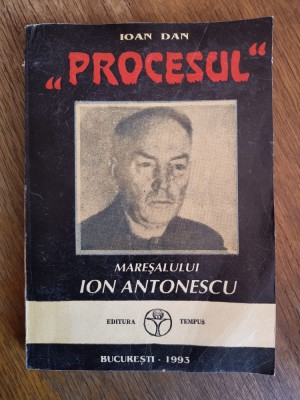 IOAN DAN
„PROCESUL“
MAREŞALULUI
ION ANTONESCU
EDITURA TEMPUS
BUCUREŞTI - 1993